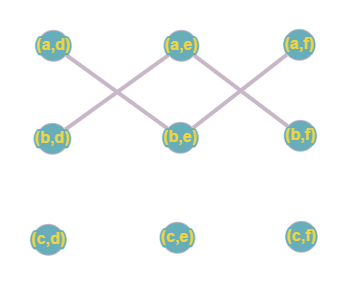 (a,d) (a,e) (a,f)
(b,d) (b,e) (b,f)
(c,d) (c,e) (c,f)